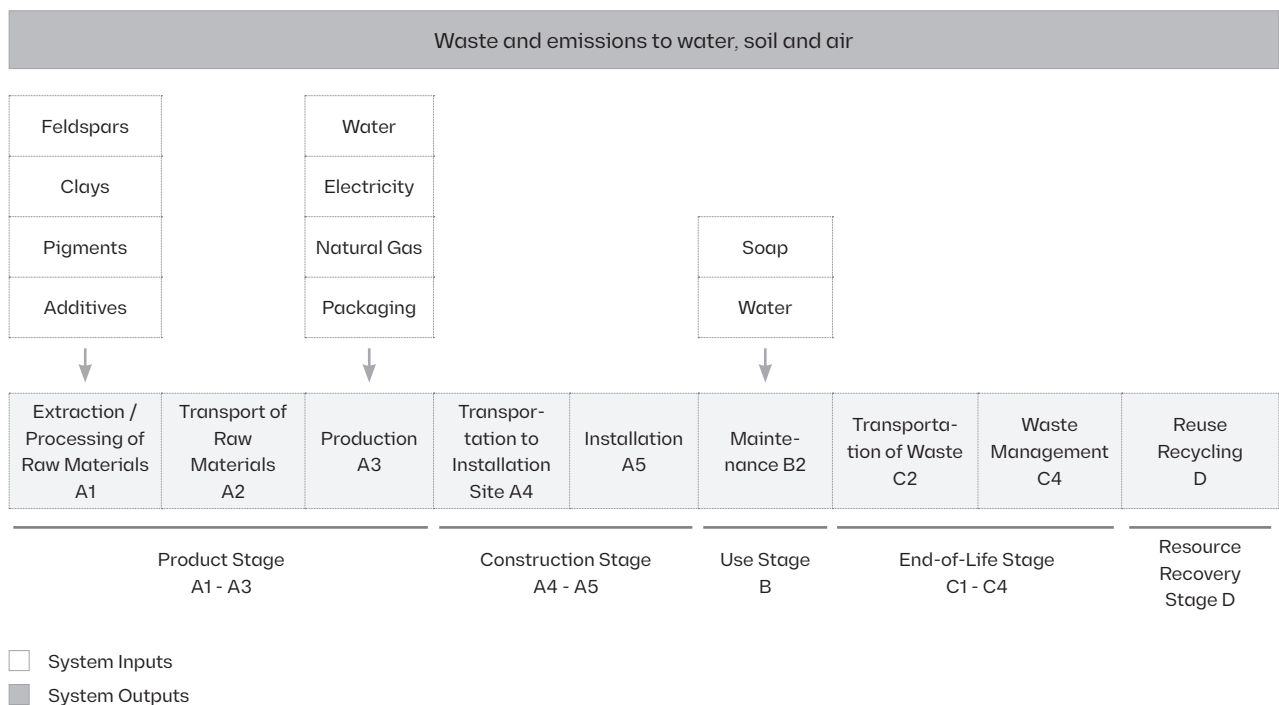 Waste and emissions to water, soil and air
Feldspars
Clays
Pigments
Additives
Water
Electricity
Natural Gas
Packaging
Soap
Water
Extraction /
Processing of
Raw Materials
A1
Transport of
Raw
Materials
A2
Production
A3
Transpor-
tation to
Installation
Site A4
Installation
A5
Mainte-
nance B2
Transporta-
tion of Waste
C2
Waste
Management
C4
Reuse
Recycling
D
Product Stage
A1 - A3
Construction Stage
A4 - A5
Use Stage
B
End-of-Life Stage
C1 - C4
Resource
Recovery
Stage D
System Inputs
System Outputs